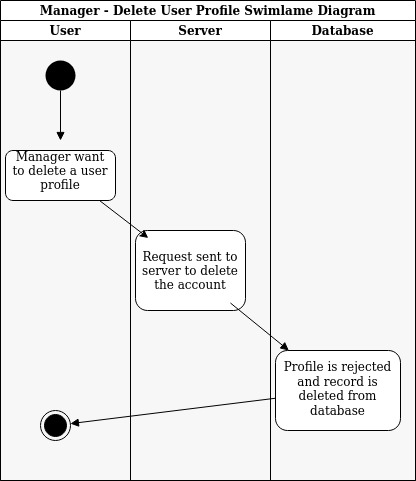 Manager - Delete User Profile Swimlame Diagram
User
Server
Database
Manager want
to delete a user
profile
Request sent to
server to delete
the account
Profile is rejected
and record is
deleted from
database